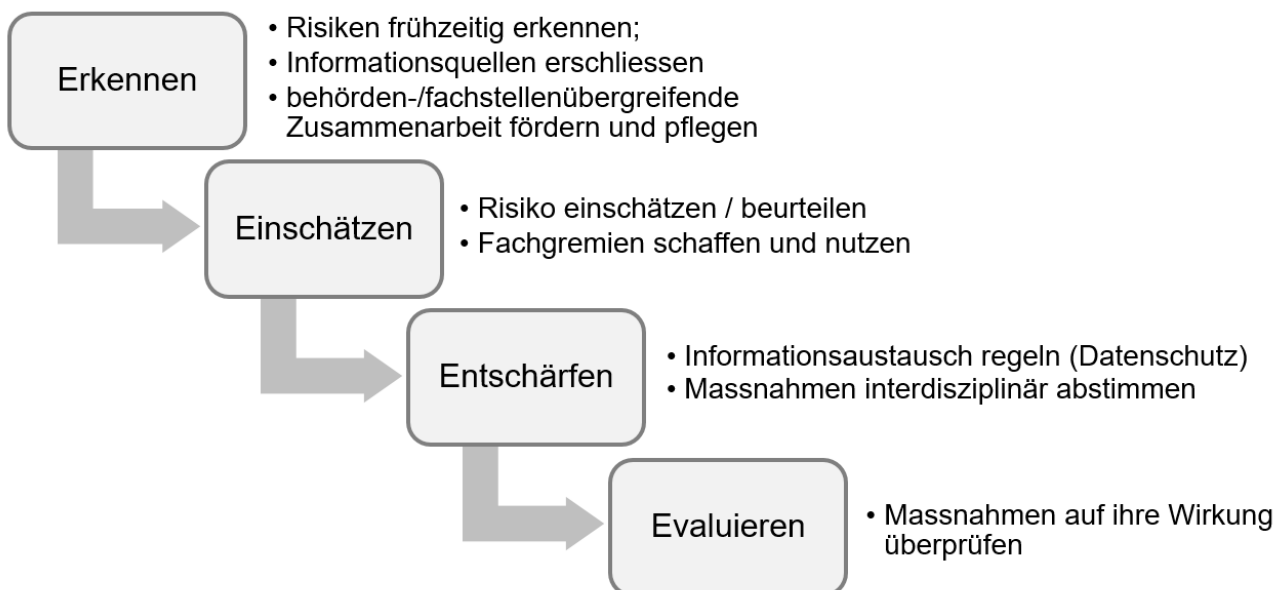 Erkennen
• Risiken frühzeitig erkennen;
• Informationsquellen erschliessen
• behörden-/fachstellenübergreifende
Zusammenarbeit fördern und pflegen
Einschätzen
• Risiko einschätzen / beurteilen
• Fachgremien schaffen und nutzen
Entschärfen
• Informationsaustausch regeln (Datenschutz)
• Massnahmen interdisziplinär abstimmen
Evaluieren
• Massnahmen auf ihre Wirkung
überprüfen